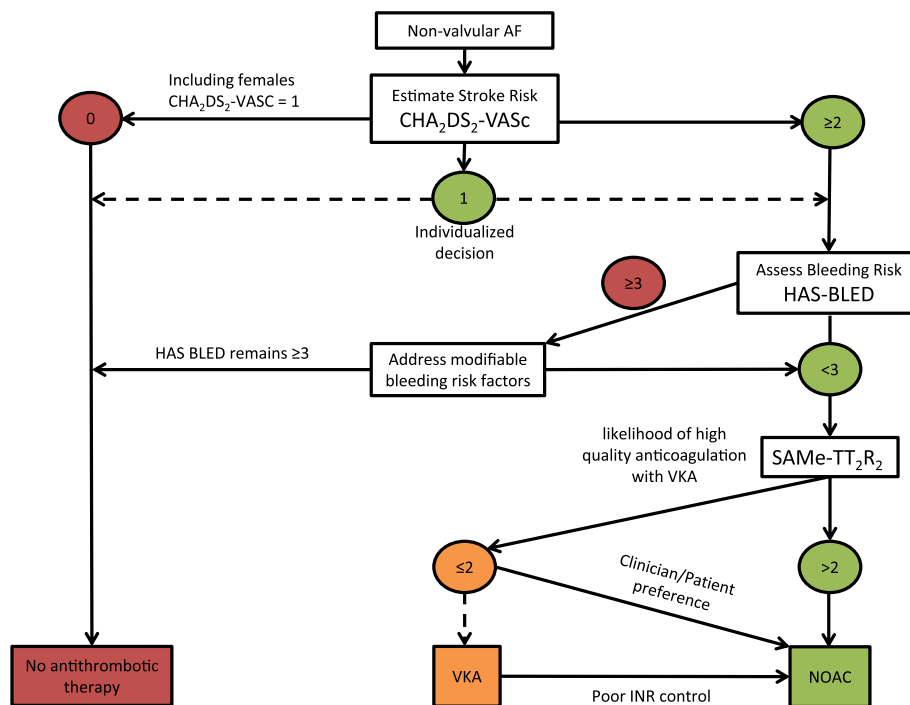 Non-valvular AF
Including females
CHA₂DS₂-VASC = 1
Estimate Stroke Risk
CHA₂DS₂-VASc
0
≥2
1
Individualized
decision
Assess Bleeding Risk
HAS-BLED
≥3
HAS BLED remains ≥3
Address modifiable
bleeding risk factors
<3
likelihood of high
quality anticoagulation
with VKA
SAMe-TT₂R₂
≤2
Clinician/Patient
preference
>2
No antithrombotic
therapy
VKA
Poor INR control
NOAC